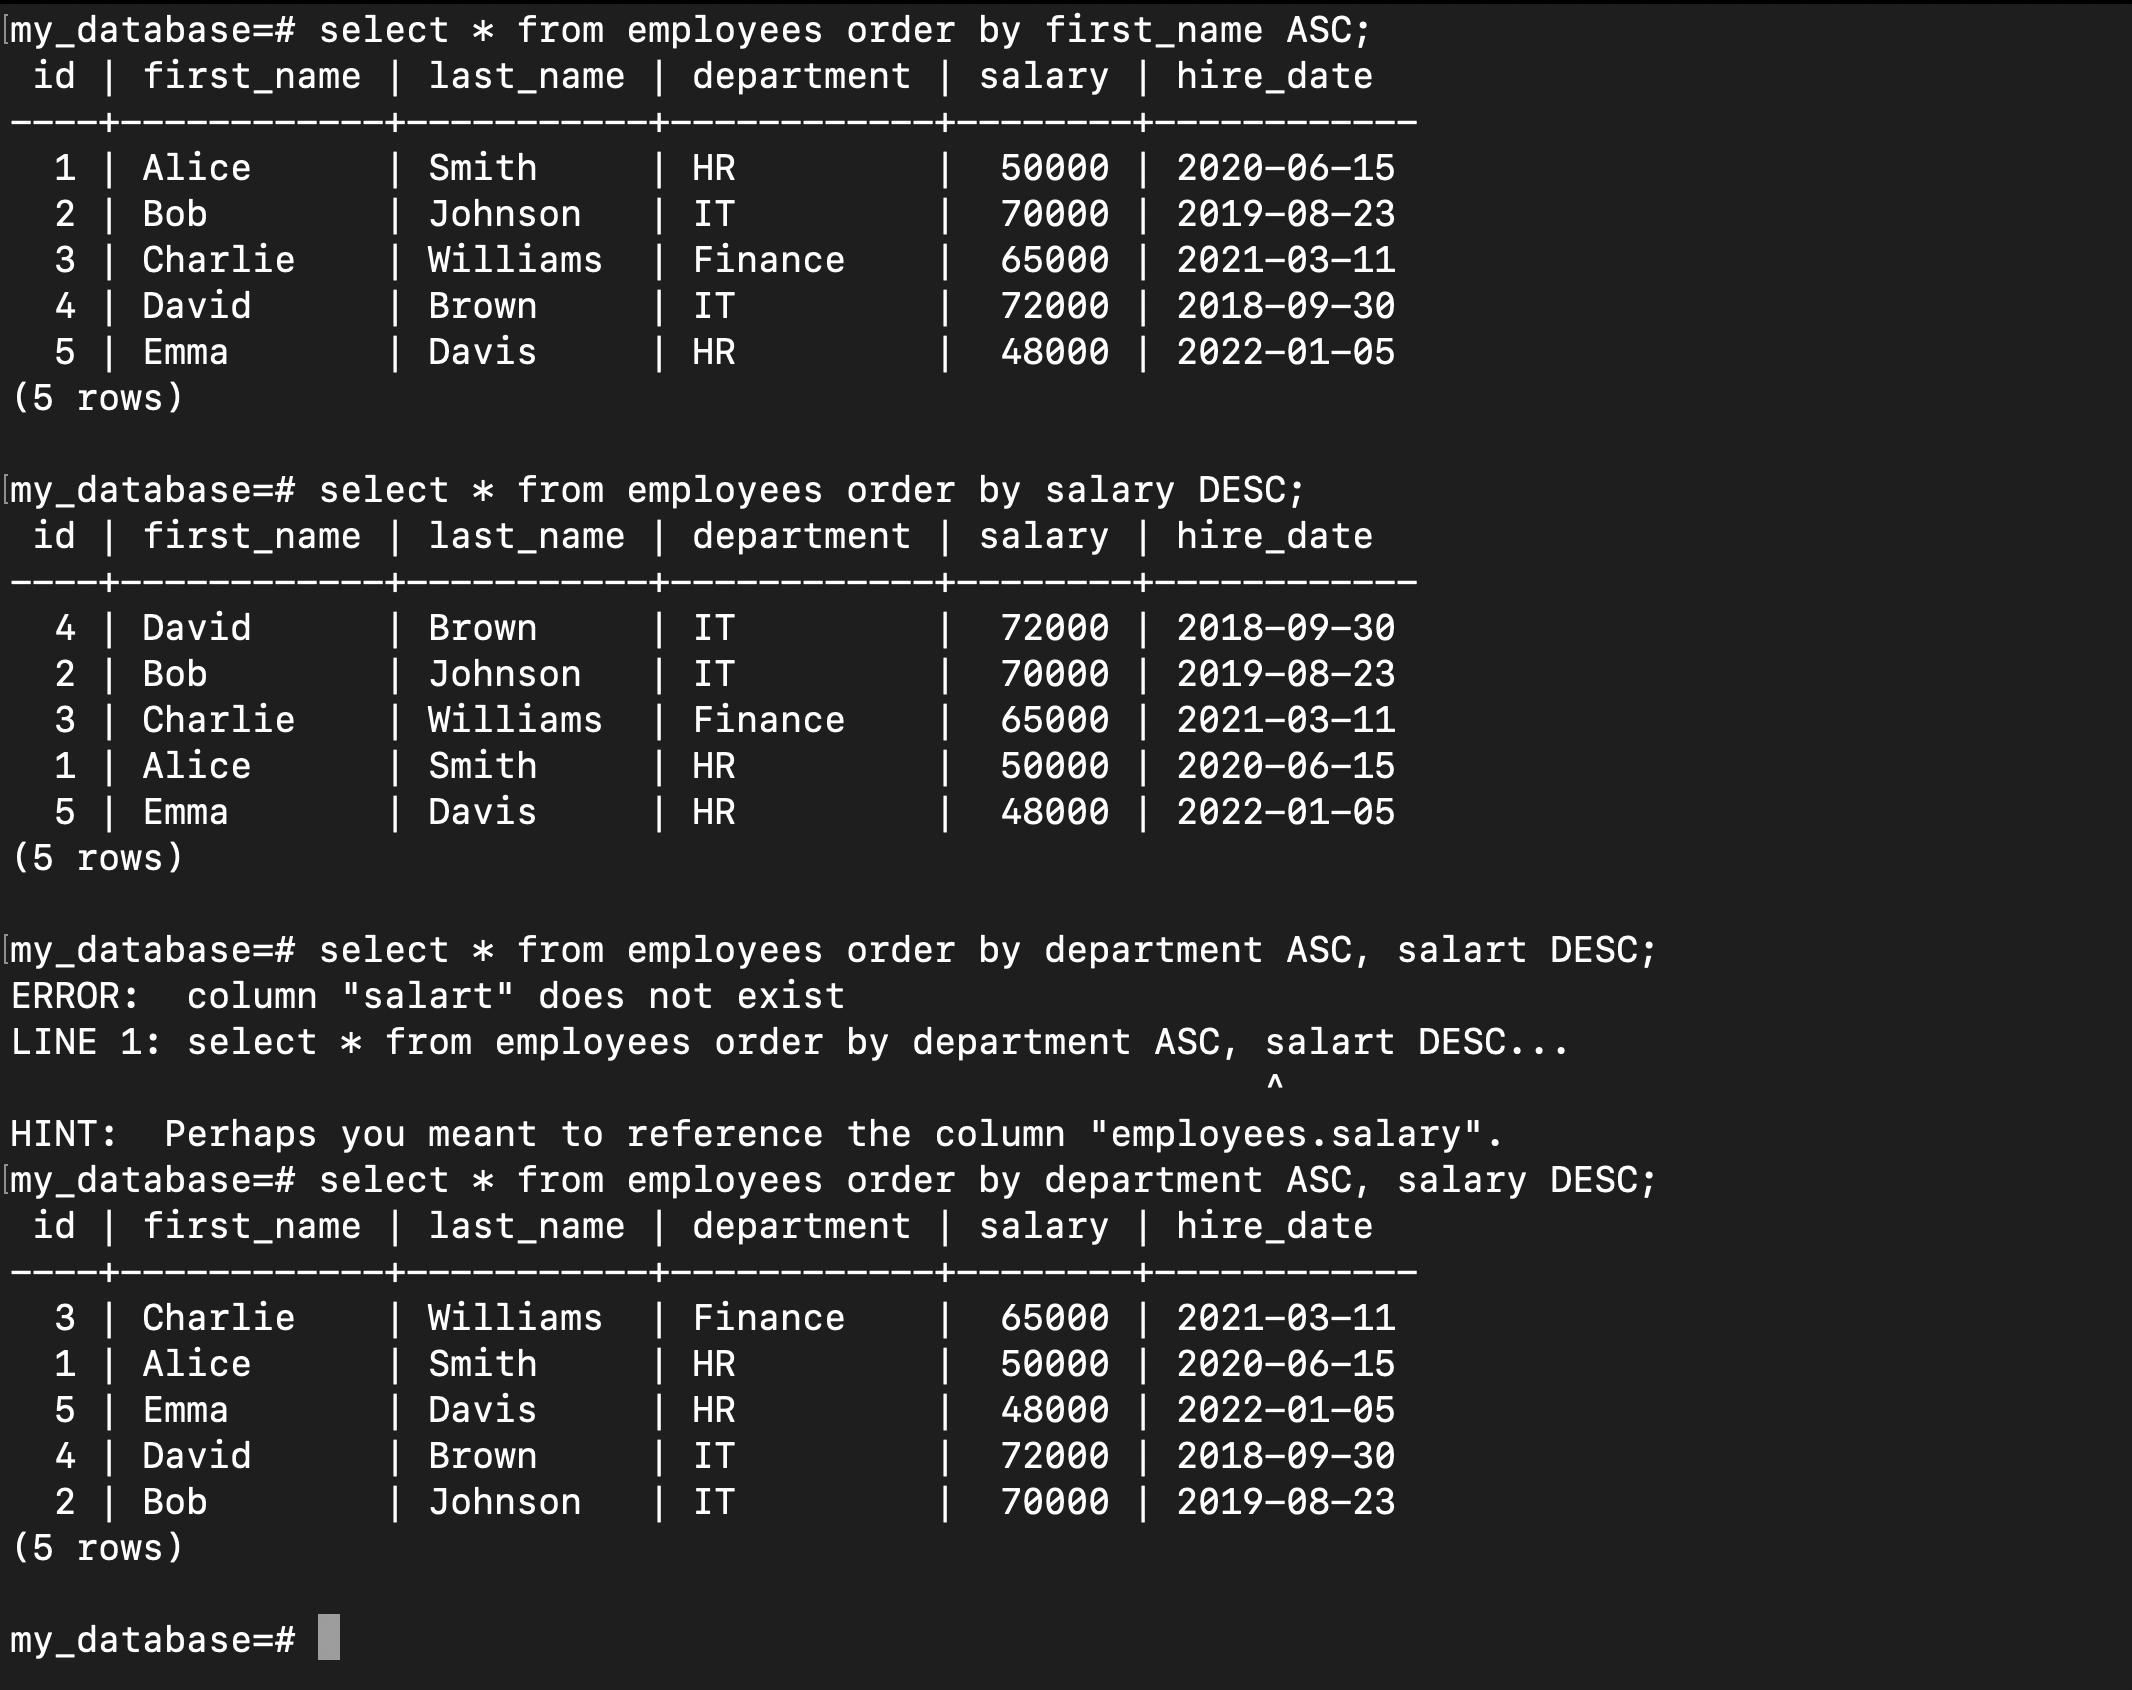 my_database=# select * from employees order by first_name ASC;
 id | first_name | last_name | department | salary | hire_date
----+------------+-----------+------------+--------+------------
  1 | Alice      | Smith     | HR         |  50000 | 2020-06-15
  2 | Bob        | Johnson   | IT         |  70000 | 2019-08-23
  3 | Charlie    | Williams  | Finance    |  65000 | 2021-03-11
  4 | David      | Brown     | IT         |  72000 | 2018-09-30
  5 | Emma       | Davis     | HR         |  48000 | 2022-01-05
(5 rows)

my_database=# select * from employees order by salary DESC;
 id | first_name | last_name | department | salary | hire_date
----+------------+-----------+------------+--------+------------
  4 | David      | Brown     | IT         |  72000 | 2018-09-30
  2 | Bob        | Johnson   | IT         |  70000 | 2019-08-23
  3 | Charlie    | Williams  | Finance    |  65000 | 2021-03-11
  1 | Alice      | Smith     | HR         |  50000 | 2020-06-15
  5 | Emma       | Davis     | HR         |  48000 | 2022-01-05
(5 rows)

my_database=# select * from employees order by department ASC, salart DESC;
ERROR:  column "salart" does not exist
LINE 1: select * from employees order by department ASC, salart DESC...
                                                         ^
HINT:  Perhaps you meant to reference the column "employees.salary".
my_database=# select * from employees order by department ASC, salary DESC;
 id | first_name | last_name | department | salary | hire_date
----+------------+-----------+------------+--------+------------
  3 | Charlie    | Williams  | Finance    |  65000 | 2021-03-11
  1 | Alice      | Smith     | HR         |  50000 | 2020-06-15
  5 | Emma       | Davis     | HR         |  48000 | 2022-01-05
  4 | David      | Brown     | IT         |  72000 | 2018-09-30
  2 | Bob        | Johnson   | IT         |  70000 | 2019-08-23
(5 rows)

my_database=#